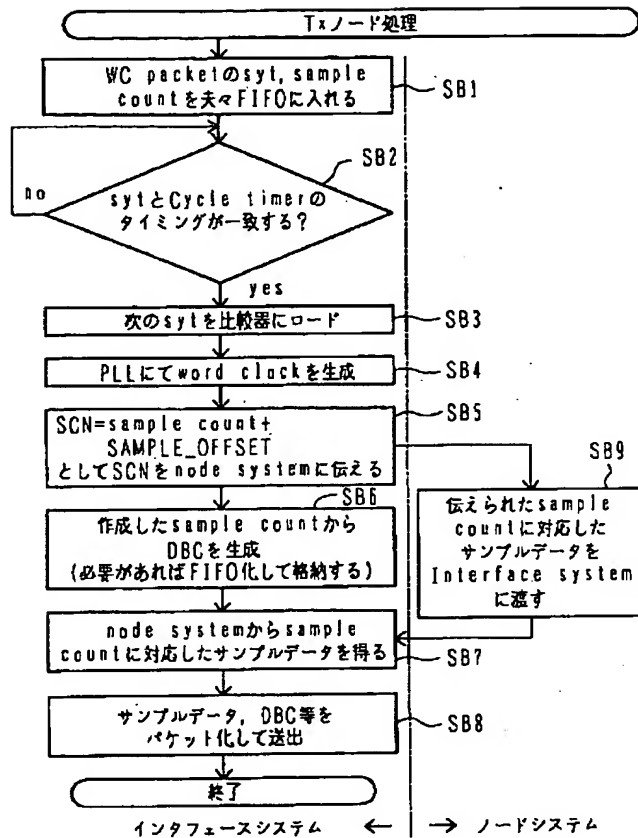 Txノード処理
WC packetのsyt, sample
countを夫々FIFOに入れる
SB1
SB2
no
sytとCycle timerの
タイミングが一致する?
yes
次のsytを比較器にロード
SB3
PLLにてword clockを生成
SB4
SB5
SCN=sample count+
SAMPLE_OFFSET
としてSCNをnode systemに伝える
SB9
SB6
作成したsample countから
DBCを生成
(必要があればFIFO化して格納する)
伝えられたsample
countに対応した
サンプルデータを
Interface system
に渡す
node systemからsample
countに対応したサンプルデータを得る
SB7
サンプルデータ, DBC等を
パケット化して送出
SB8
終了
インタフェースシステム ← → ノードシステム